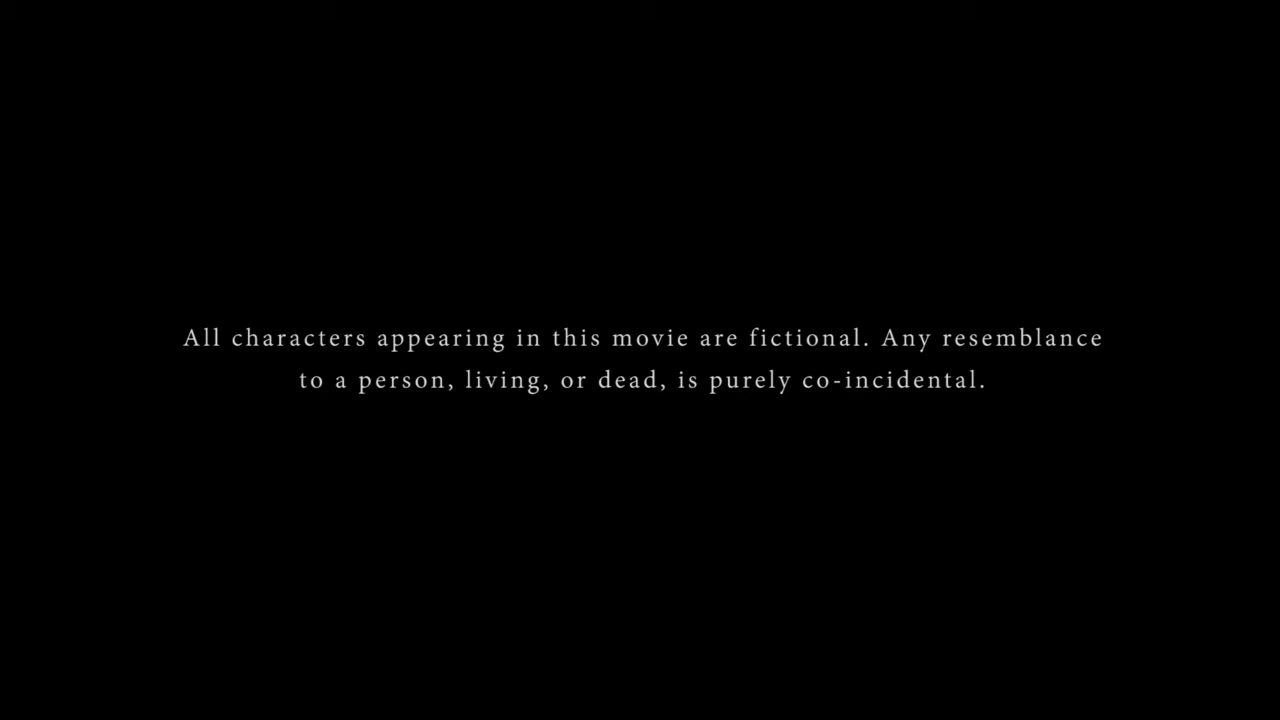 All characters appearing in this movie are fictional. Any resemblance
to a person, living, or dead, is purely co-incidental.